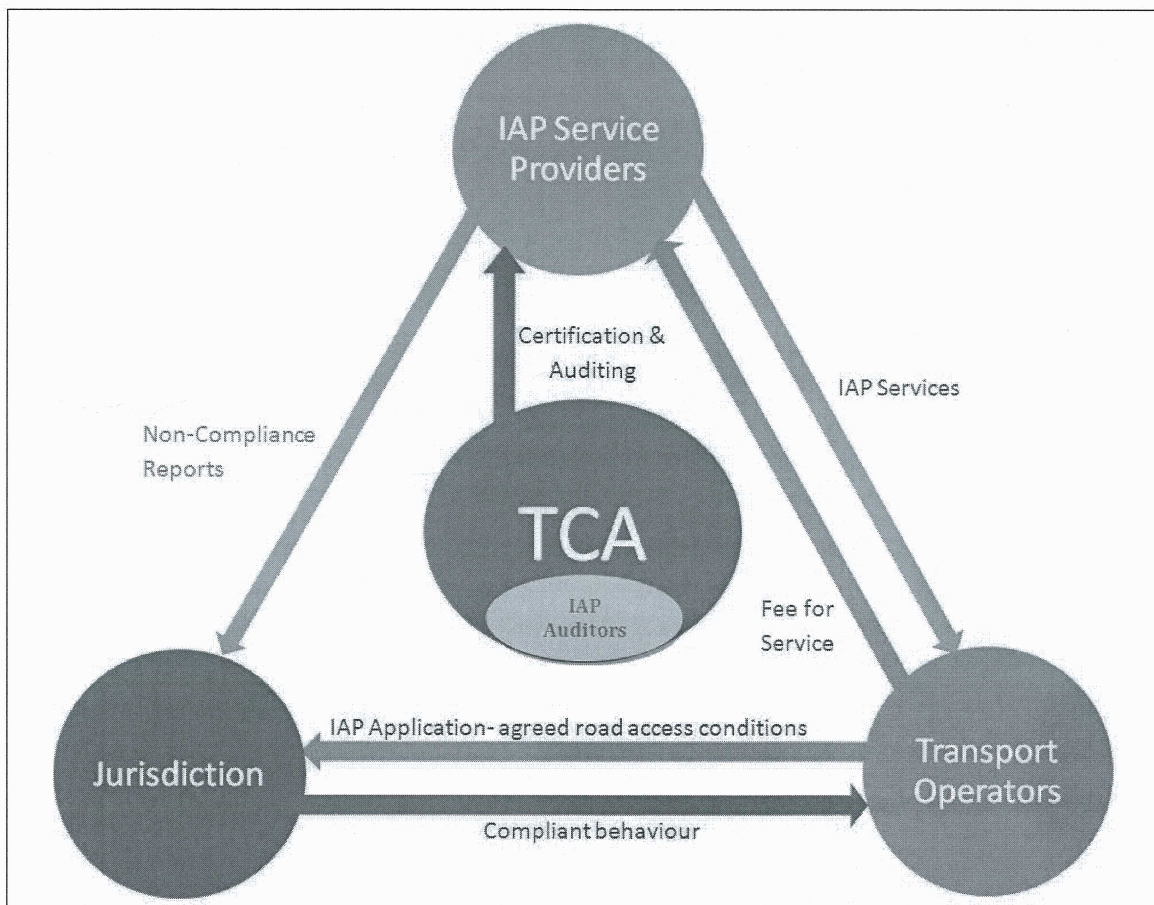 IAP Service
Providers
Certification &
Auditing
IAP Services
Non-Compliance
Reports
TCA
IAP
Auditors
Fee for
Service
IAP Application- agreed road access conditions
Jurisdiction
Transport
Operators
Compliant behaviour